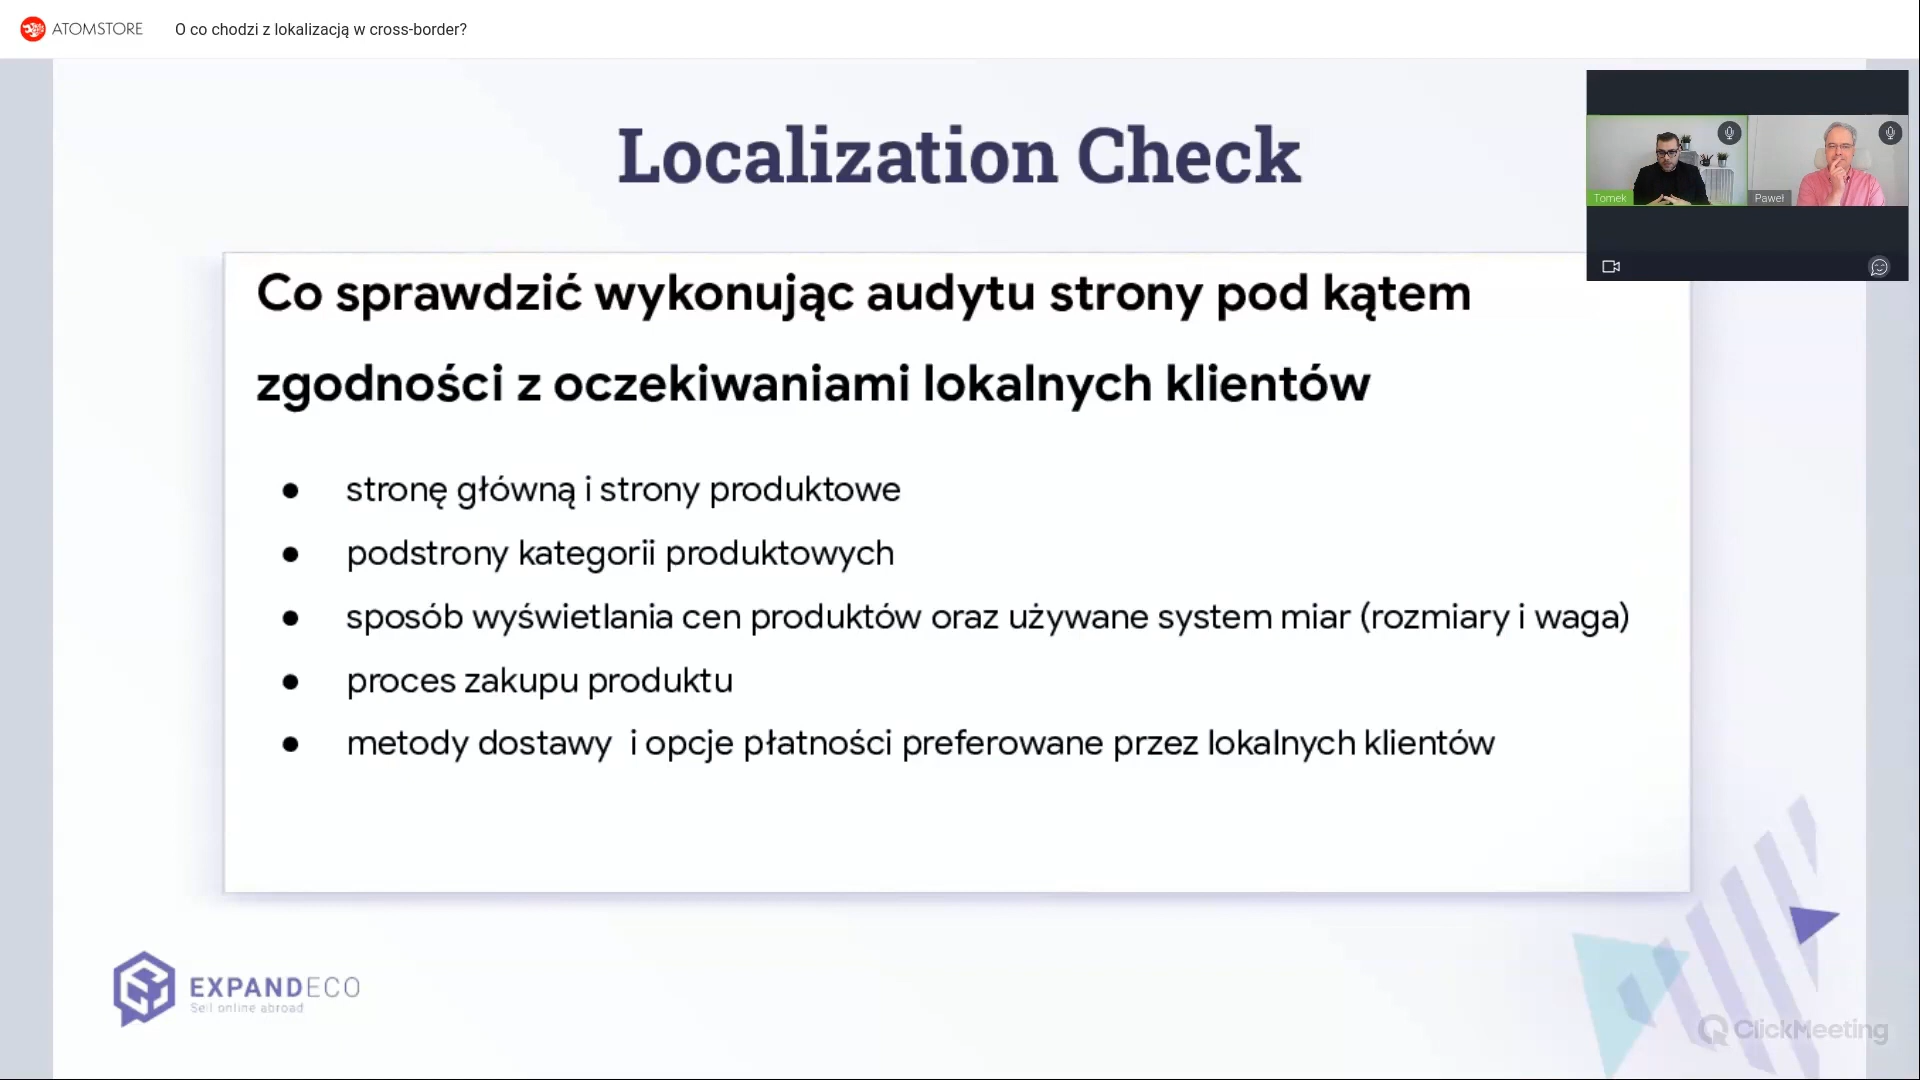 ATOMSTORE
O co chodzi z lokalizacją w cross-border?
Localization Check
Tomek
Paweł
Co sprawdzić wykonując audytu strony pod kątem
zgodności z oczekiwaniami lokalnych klientów
● stronę główną i strony produktowe
● podstrony kategorii produktowych
● sposób wyświetlania cen produktów oraz używane system miar (rozmiary i waga)
● proces zakupu produktu
● metody dostawy i opcje płatności preferowane przez lokalnych klientów
EXPANDECO
Sell online abroad
ClickMeeting